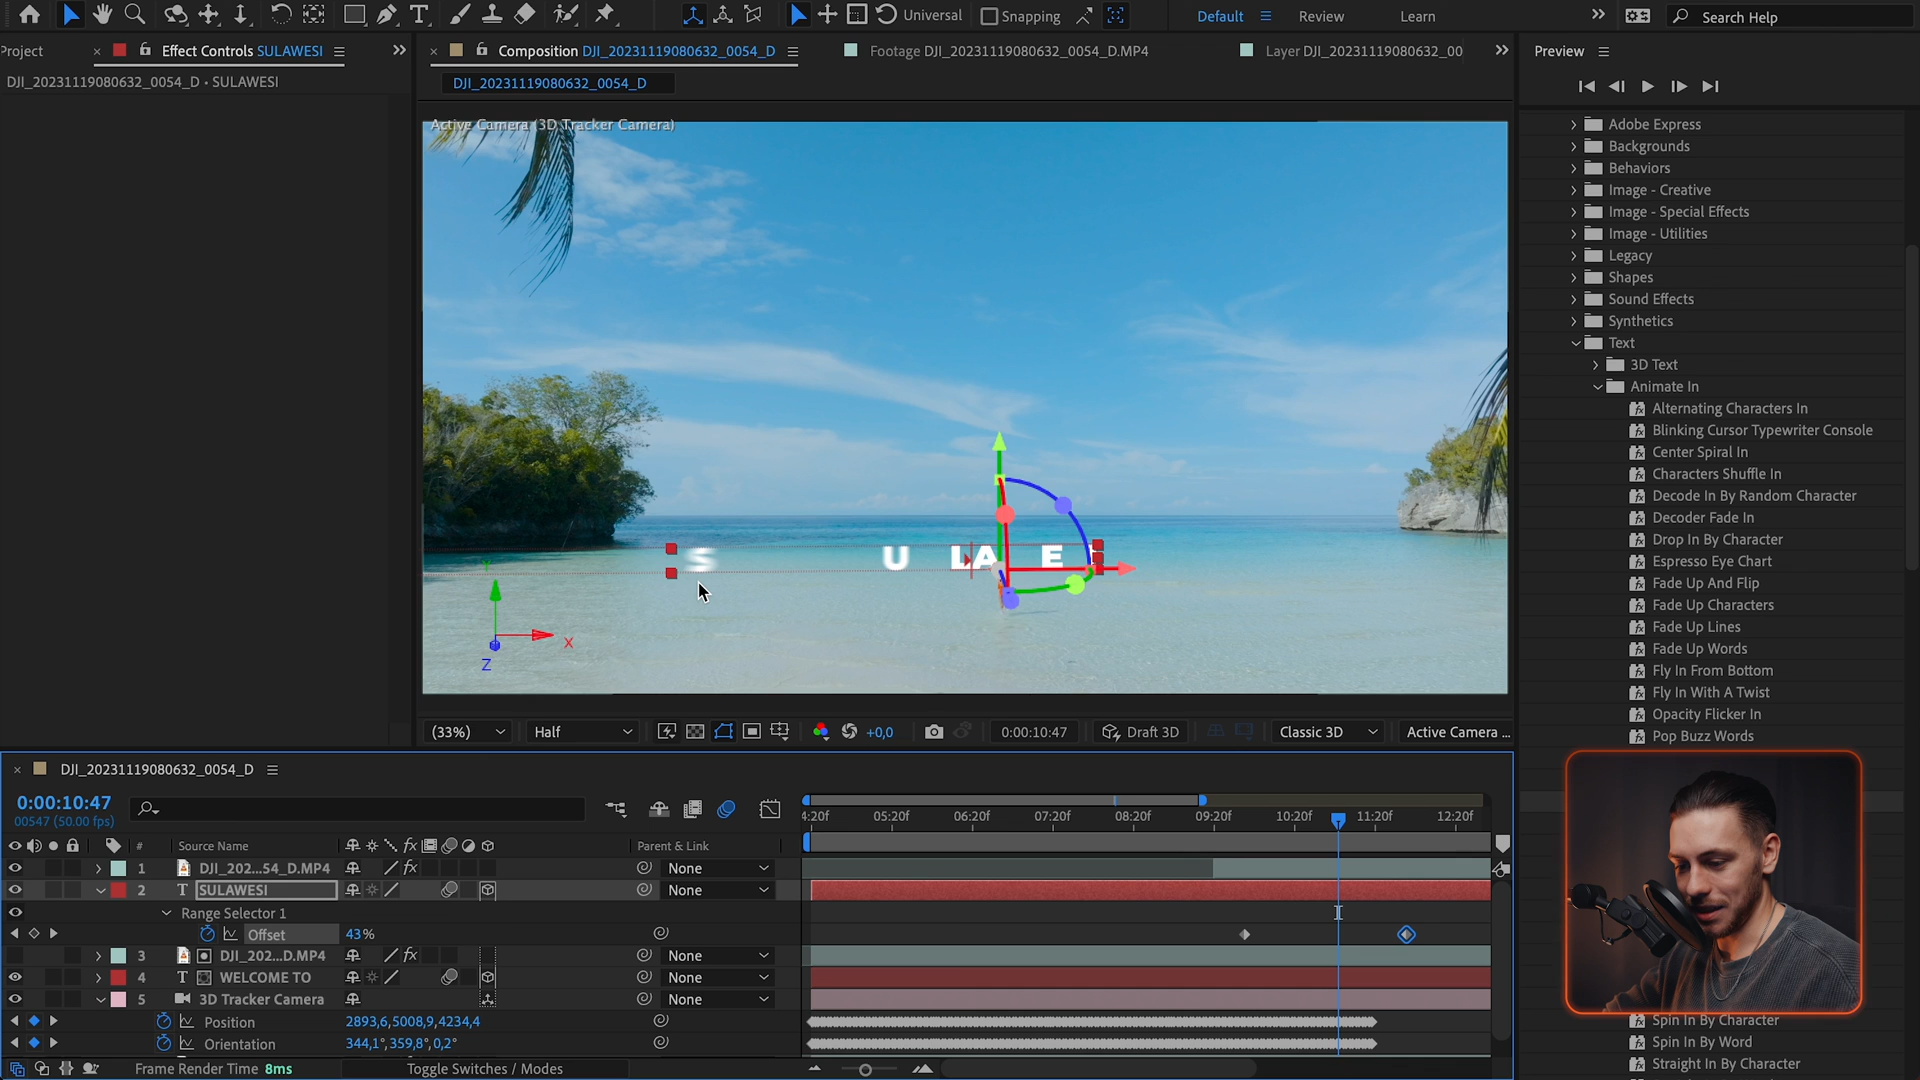 Universal
Snapping
Default
Review
Learn
Search Help
Project
Effect Controls SULAWESI
Composition DJI_20231119080632_0054_D
Footage DJI_20231119080632_0054_D.MP4
Layer DJI_20231119080632_00
Preview
DJI_20231119080632_0054_D • SULAWESI
DJI_20231119080632_0054_D
Active Camera (3D Tracker Camera)
Adobe Express
Backgrounds
Behaviors
Image - Creative
Image - Special Effects
Image - Utilities
Legacy
Shapes
Sound Effects
Synthetics
Text
3D Text
Animate In
Alternating Characters In
Blinking Cursor Typewriter Console
Center Spiral In
Characters Shuffle In
Decode In By Random Character
Decoder Fade In
Drop In By Character
Espresso Eye Chart
Fade Up And Flip
Fade Up Characters
Fade Up Lines
Fade Up Words
Fly In From Bottom
Fly In With A Twist
Opacity Flicker In
Pop Buzz Words
S U LA E
Y
X
Z
(33%)
Half
+0,0
0:00:10:47
Draft 3D
Classic 3D
Active Camera ...
DJI_20231119080632_0054_D
0:00:10:47
00547 (50.00 fps)
4:20f 05:20f 06:20f 07:20f 08:20f 09:20f 10:20f 11:20f 12:20f
# Source Name fx Parent & Link
1 DJI_202...54_D.MP4 fx None
2 T SULAWESI None
Range Selector 1
Offset 43%
3 DJI_202...D.MP4 fx None
4 T WELCOME TO None
5 3D Tracker Camera None
Position 2893,6,5008,9,4234,4
Orientation 344,1°,359,8°,0,2°
Frame Render Time 8ms
Toggle Switches / Modes
Spin In By Character
Spin In By Word
Straight In By Character